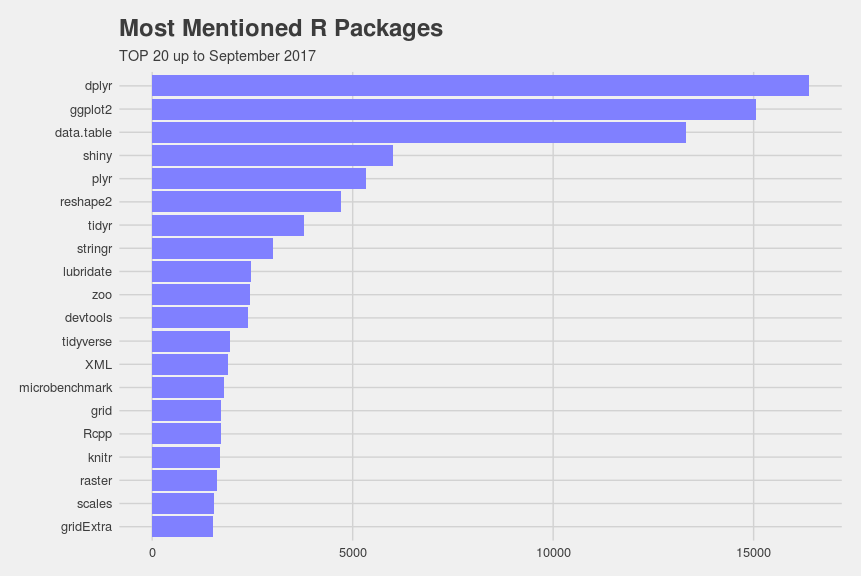 Most Mentioned R Packages
TOP 20 up to September 2017
dplyr
ggplot2
data.table
shiny
plyr
reshape2
tidyr
stringr
lubridate
zoo
devtools
tidyverse
XML
microbenchmark
grid
Rcpp
knitr
raster
scales
gridExtra
0 5000 10000 15000